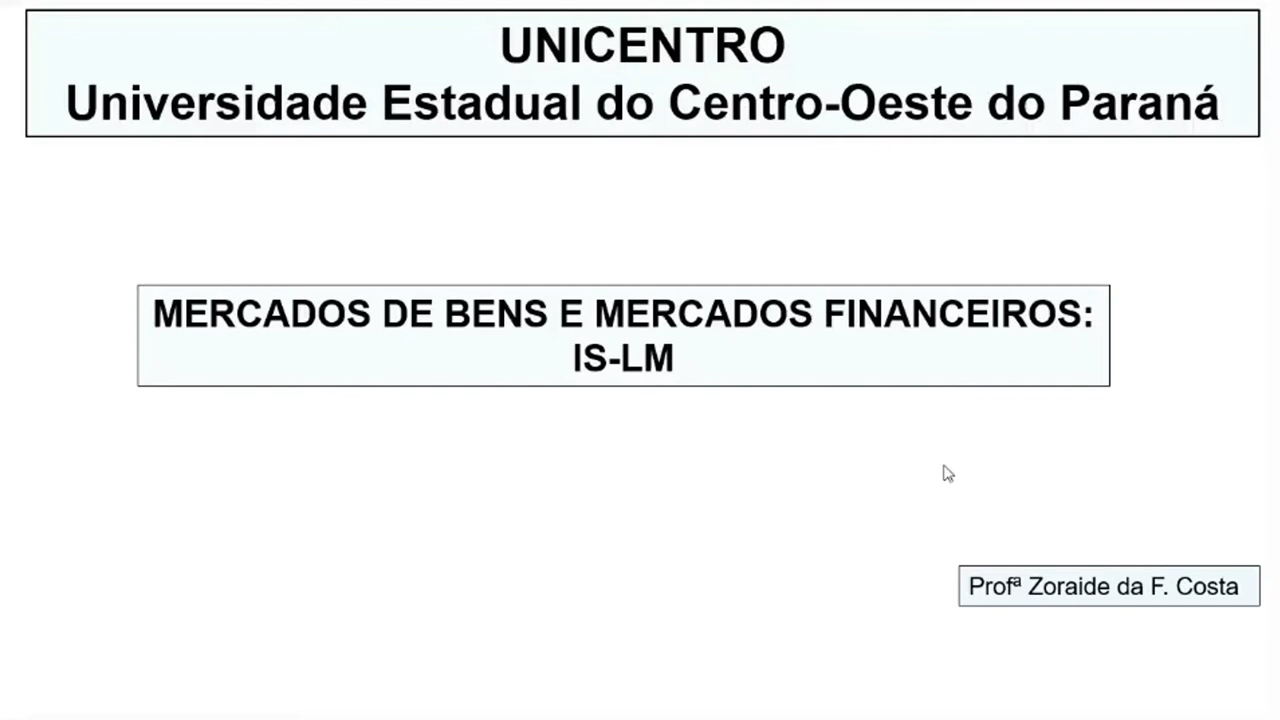 UNICENTRO
Universidade Estadual do Centro-Oeste do Paraná
MERCADOS DE BENS E MERCADOS FINANCEIROS:
IS-LM
Profª Zoraide da F. Costa